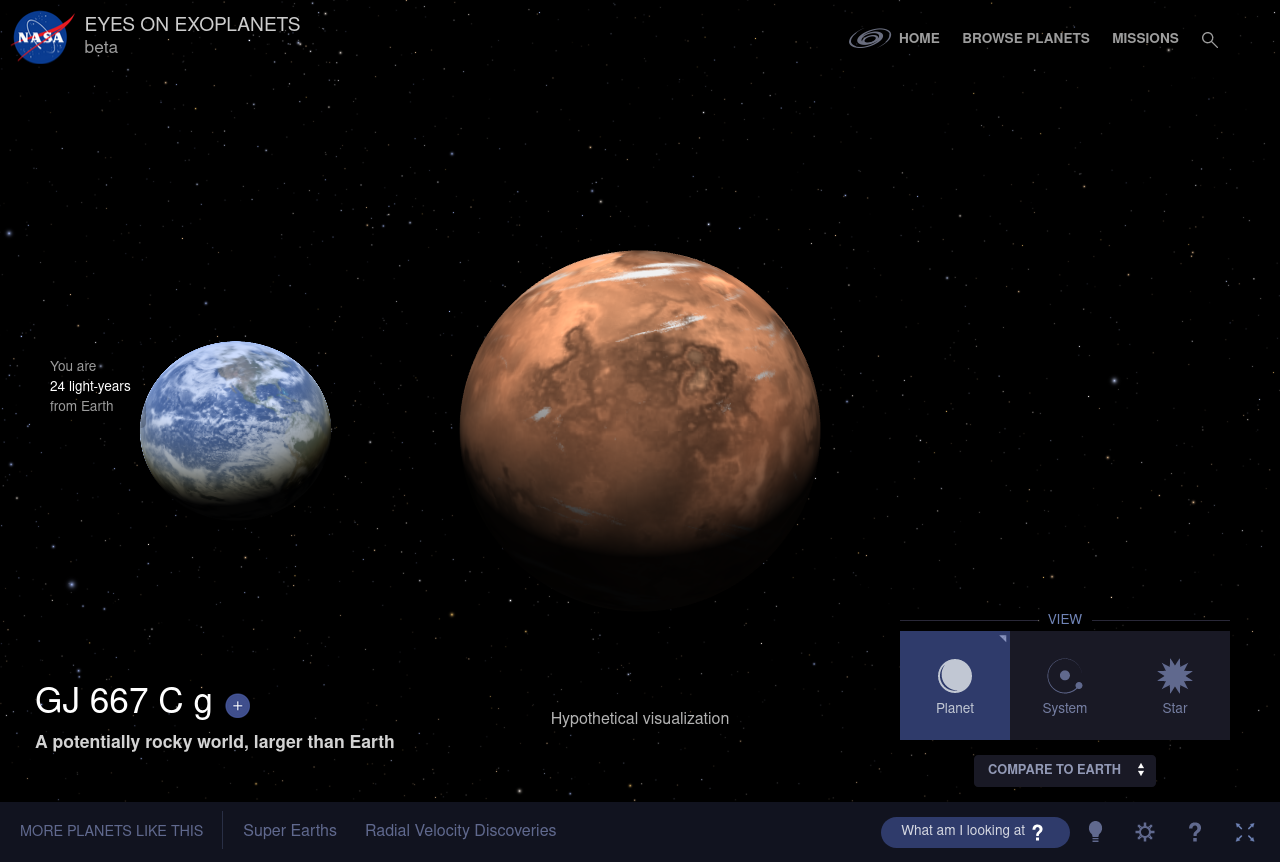 NASA
EYES ON EXOPLANETS
beta
HOME
BROWSE PLANETS
MISSIONS
You are
24 light-years
from Earth
GJ 667 C g
+
A potentially rocky world, larger than Earth
Hypothetical visualization
VIEW
Planet
System
Star
COMPARE TO EARTH
MORE PLANETS LIKE THIS
Super Earths
Radial Velocity Discoveries
What am I looking at ?
?